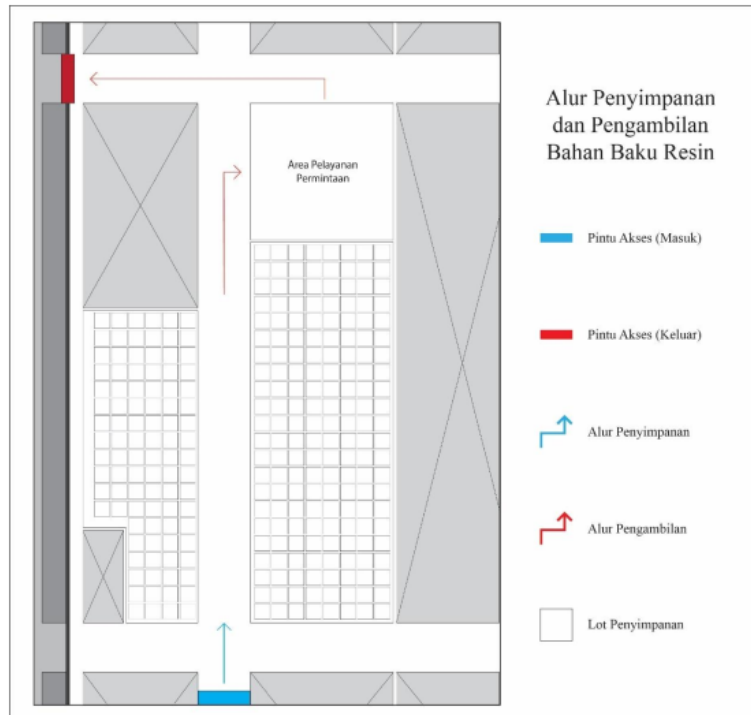 Alur Penyimpanan
dan Pengambilan
Bahan Baku Resin
Area Pelayanan
Permintaan
Pintu Akses (Masuk)
Pintu Akses (Keluar)
Alur Penyimpanan
Alur Pengambilan
Lot Penyimpanan